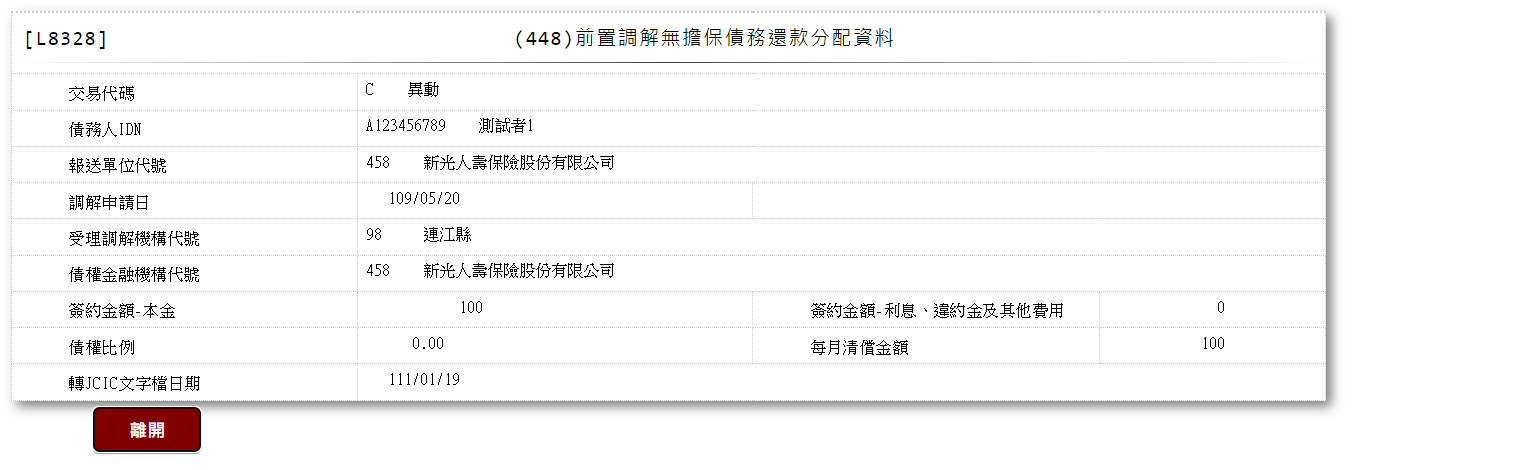 [L8328] (448)前置調解無擔保債務還款分配資料
交易代碼 C 異動
債務人IDN A123456789 測試者1
報送單位代號 458 新光人壽保險股份有限公司
調解申請日 109/05/20
受理調解機構代號 98 連江縣
債權金融機構代號 458 新光人壽保險股份有限公司
簽約金額-本金 100 簽約金額-利息、違約金及其他費用 0
債權比例 0.00 每月清償金額 100
轉JCIC文字檔日期 111/01/19
離開